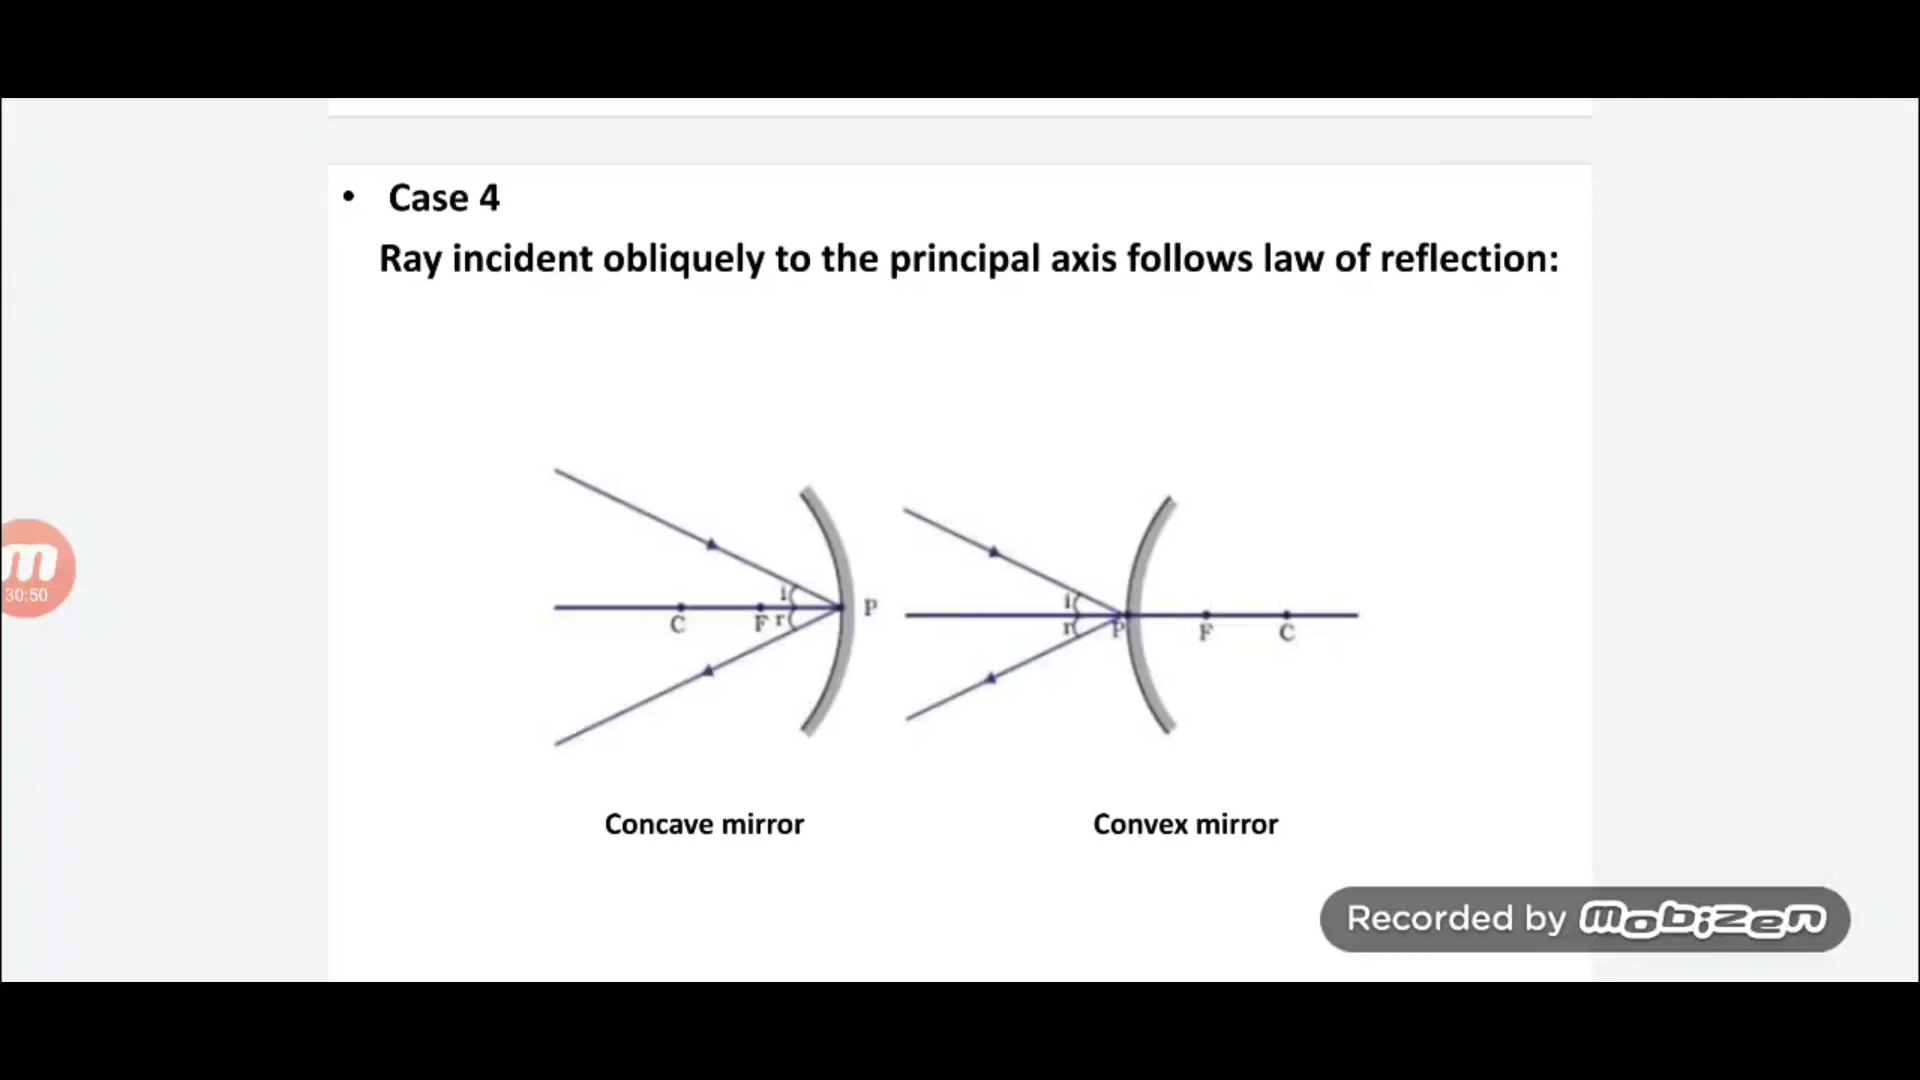 • Case 4
Ray incident obliquely to the principal axis follows law of reflection:
i
C F r P
i
r P F C
Concave mirror Convex mirror
m
30:50
Recorded by mobizen